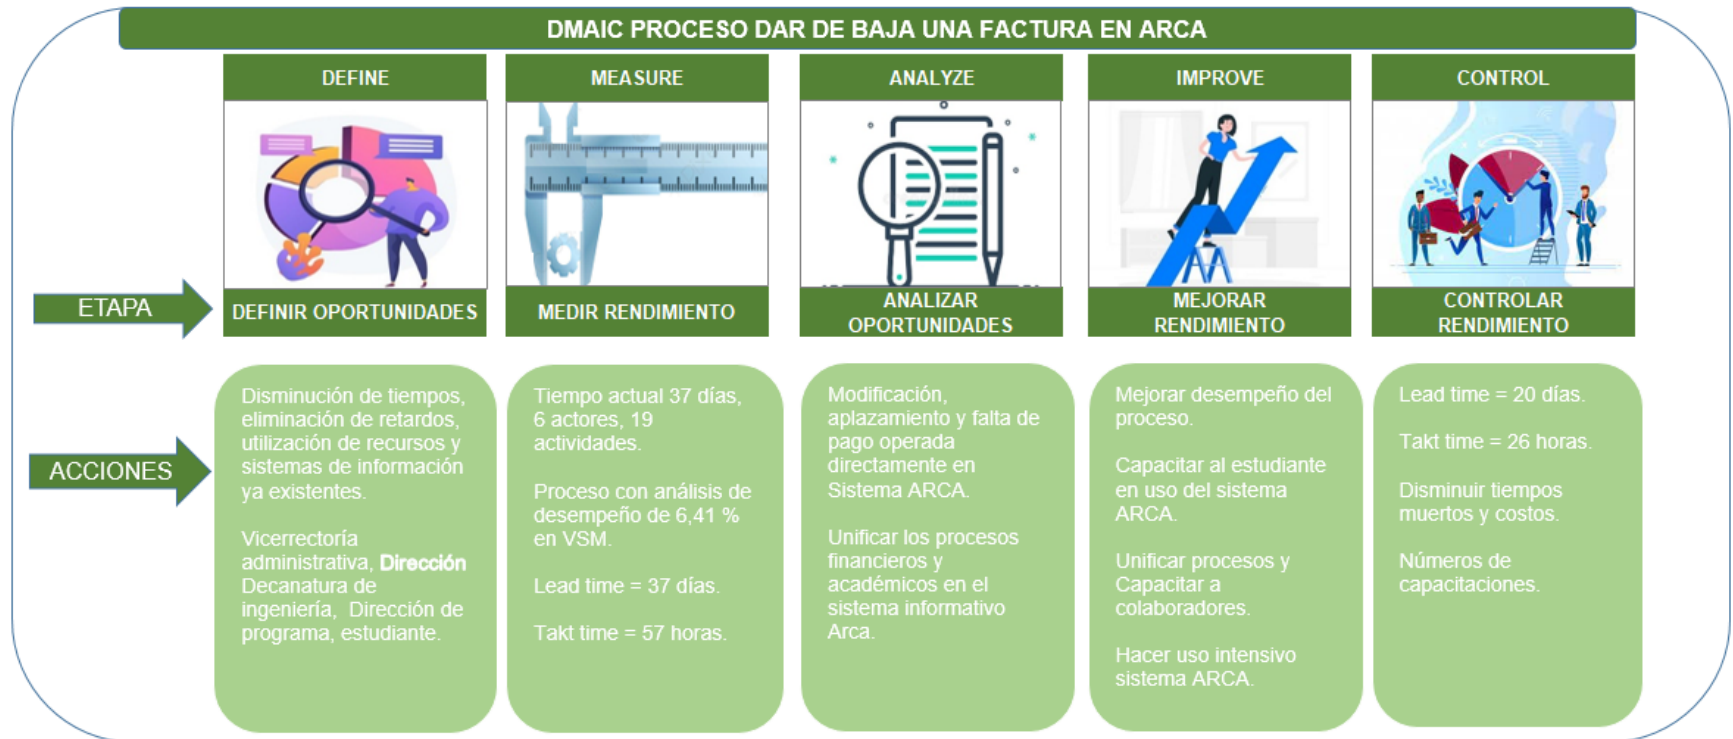 DMAIC PROCESO DAR DE BAJA UNA FACTURA EN ARCA
DEFINE
MEASURE
ANALYZE
IMPROVE
CONTROL
ETAPA
DEFINIR OPORTUNIDADES
MEDIR RENDIMIENTO
ANALIZAR
OPORTUNIDADES
MEJORAR
RENDIMIENTO
CONTROLAR
RENDIMIENTO
ACCIONES
Disminución de tiempos,
eliminación de retardos,
utilización de recursos y
sistemas de información
ya existentes.
Vicerrectoría
administrativa, Dirección
Decanatura de
ingeniería, Dirección de
programa, estudiante.
Tiempo actual 37 días,
6 actores, 19
actividades.
Proceso con análisis de
desempeño de 6,41 %
en VSM.
Lead time = 37 días.
Takt time = 57 horas.
Modificación,
aplazamiento y falta de
pago operada
directamente en
Sistema ARCA.
Unificar los procesos
financieros y
académicos en el
sistema informativo
Arca.
Mejorar desempeño del
proceso.
Capacitar al estudiante
en uso del sistema
ARCA.
Unificar procesos y
Capacitar a
colaboradores.
Hacer uso intensivo
sistema ARCA.
Lead time = 20 días.
Takt time = 26 horas.
Disminuir tiempos
muertos y costos.
Números de
capacitaciones.